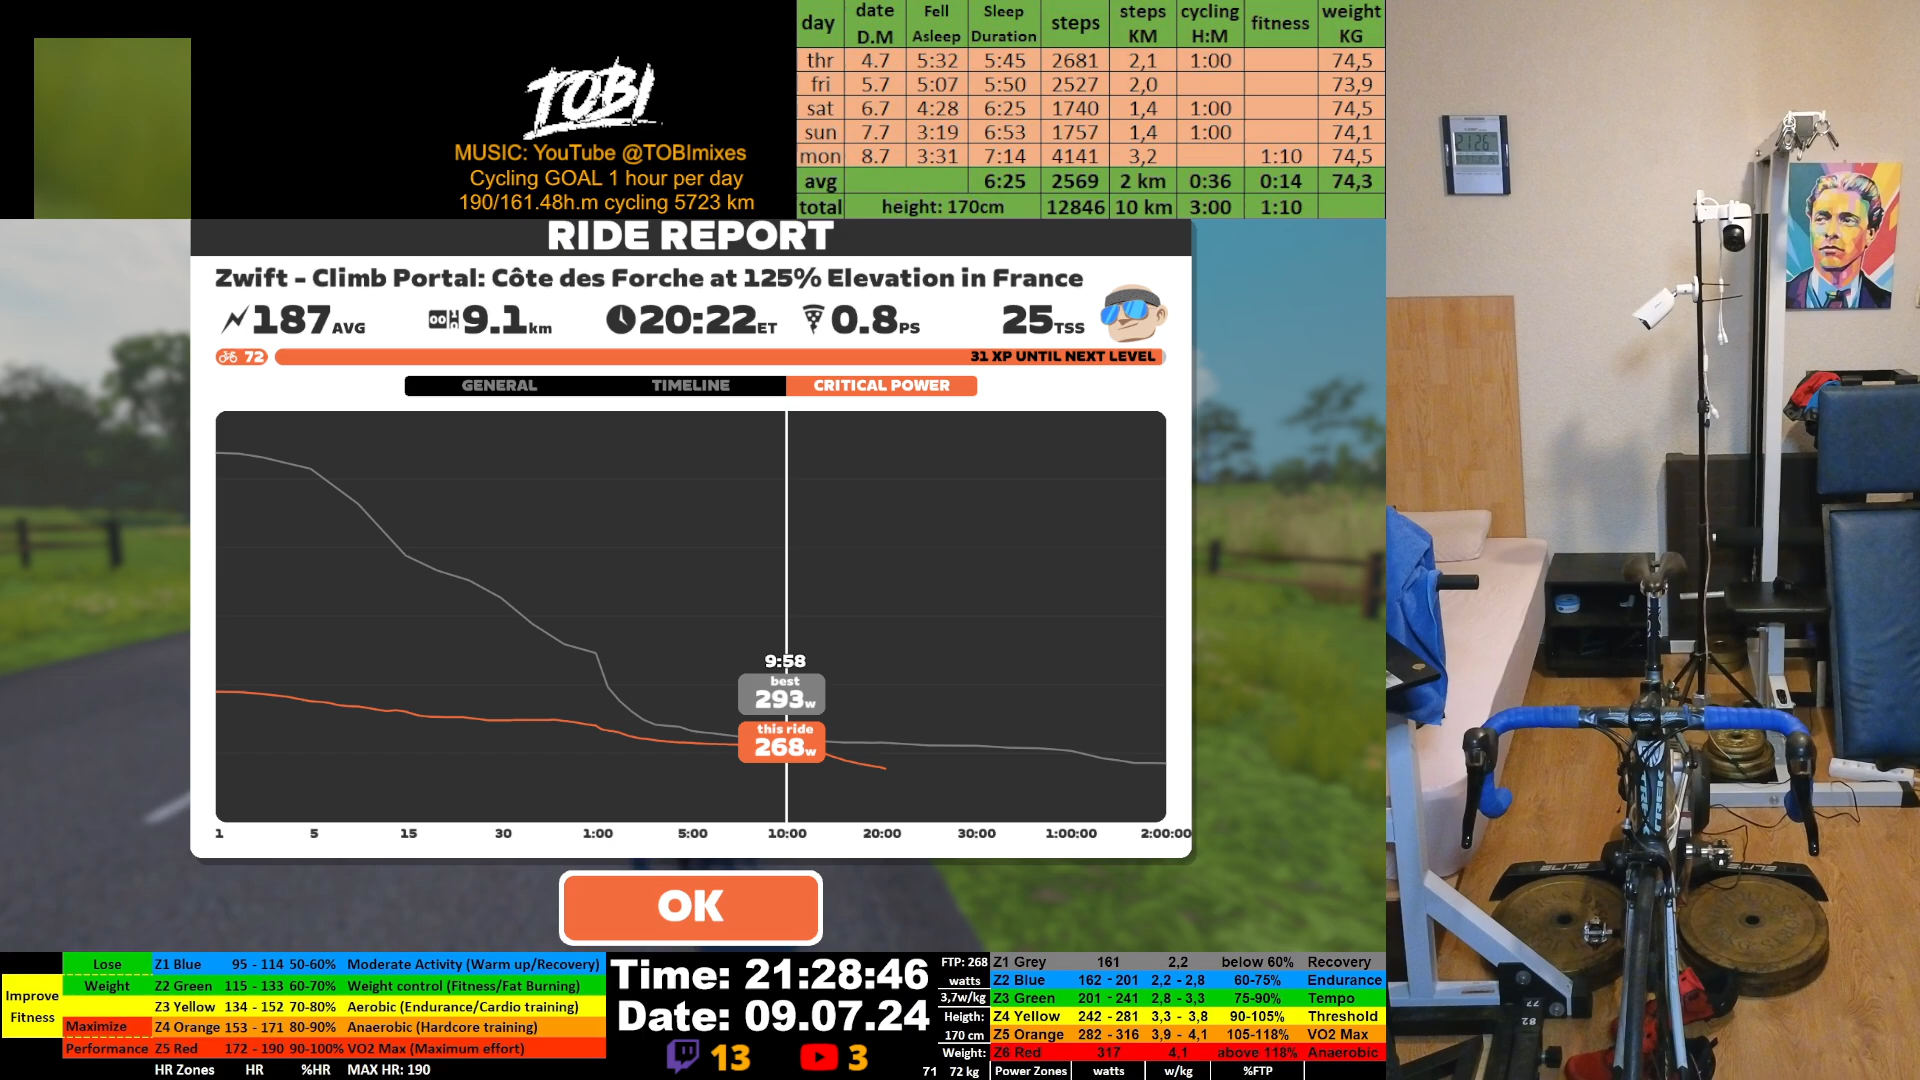 TOBI
MUSIC: YouTube @TOBImixes
Cycling GOAL 1 hour per day
190/161.48h.m cycling 5723 km
day date D.M Fell Asleep Sleep Duration steps steps KM cycling H:M fitness weight KG
thr 4.7 5:32 5:45 2681 2,1 1:00 74,5
fri 5.7 5:07 5:50 2527 2,0 73,9
sat 6.7 4:28 6:25 1740 1,4 1:00 74,5
sun 7.7 3:19 6:53 1757 1,4 1:00 74,1
mon 8.7 3:31 7:14 4141 3,2 1:10 74,5
avg 6:25 2569 2 km 0:36 0:14 74,3
total height: 170cm 12846 10 km 3:00 1:10
RIDE REPORT
Zwift - Climb Portal: Côte des Forche at 125% Elevation in France
187 AVG 9.1 km 20:22 ET 0.8 PS 25 TSS
72 31 XP UNTIL NEXT LEVEL
GENERAL TIMELINE CRITICAL POWER
9:58
best
293w
this ride
268w
1 5 15 30 1:00 5:00 10:00 20:00 30:00 1:00:00 2:00:00
OK
Improve Fitness
Lose Weight
Maximize Performance
Z1 Blue 95 - 114 50-60% Moderate Activity (Warm up/Recovery)
Z2 Green 115 - 133 60-70% Weight control (Fitness/Fat Burning)
Z3 Yellow 134 - 152 70-80% Aerobic (Endurance/Cardio training)
Z4 Orange 153 - 171 80-90% Anaerobic (Hardcore training)
Z5 Red 172 - 190 90-100% VO2 Max (Maximum effort)
HR Zones HR %HR MAX HR: 190
Time: 21:28:46
Date: 09.07.24
13 3
FTP: 268
watts
3,7w/kg
Heigth:
170 cm
Weight:
71 72 kg
Z1 Grey 161 2,2 below 60% Recovery
Z2 Blue 162 - 201 2,2 - 2,8 60-75% Endurance
Z3 Green 201 - 241 2,8 - 3,3 75-90% Tempo
Z4 Yellow 242 - 281 3,3 - 3,8 90-105% Threshold
Z5 Orange 282 - 316 3,9 - 4,1 105-118% VO2 Max
Z6 Red 317 4,1 above 118% Anaerobic
Power Zones watts w/kg %FTP
TREK
ELITE
82